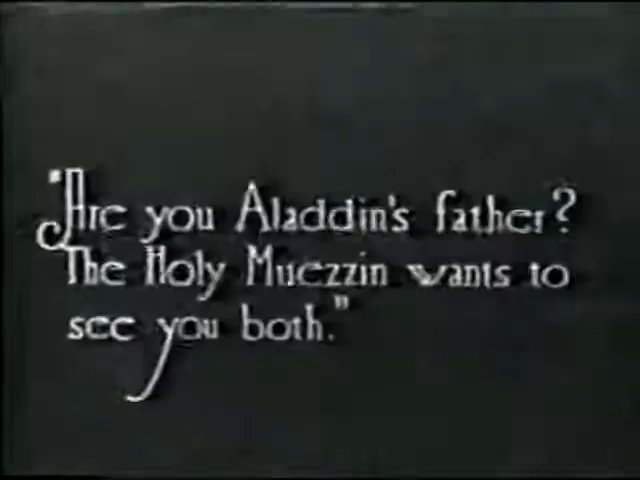 "Are you Aladdin's father?
The Holy Muezzin wants to
see you both."